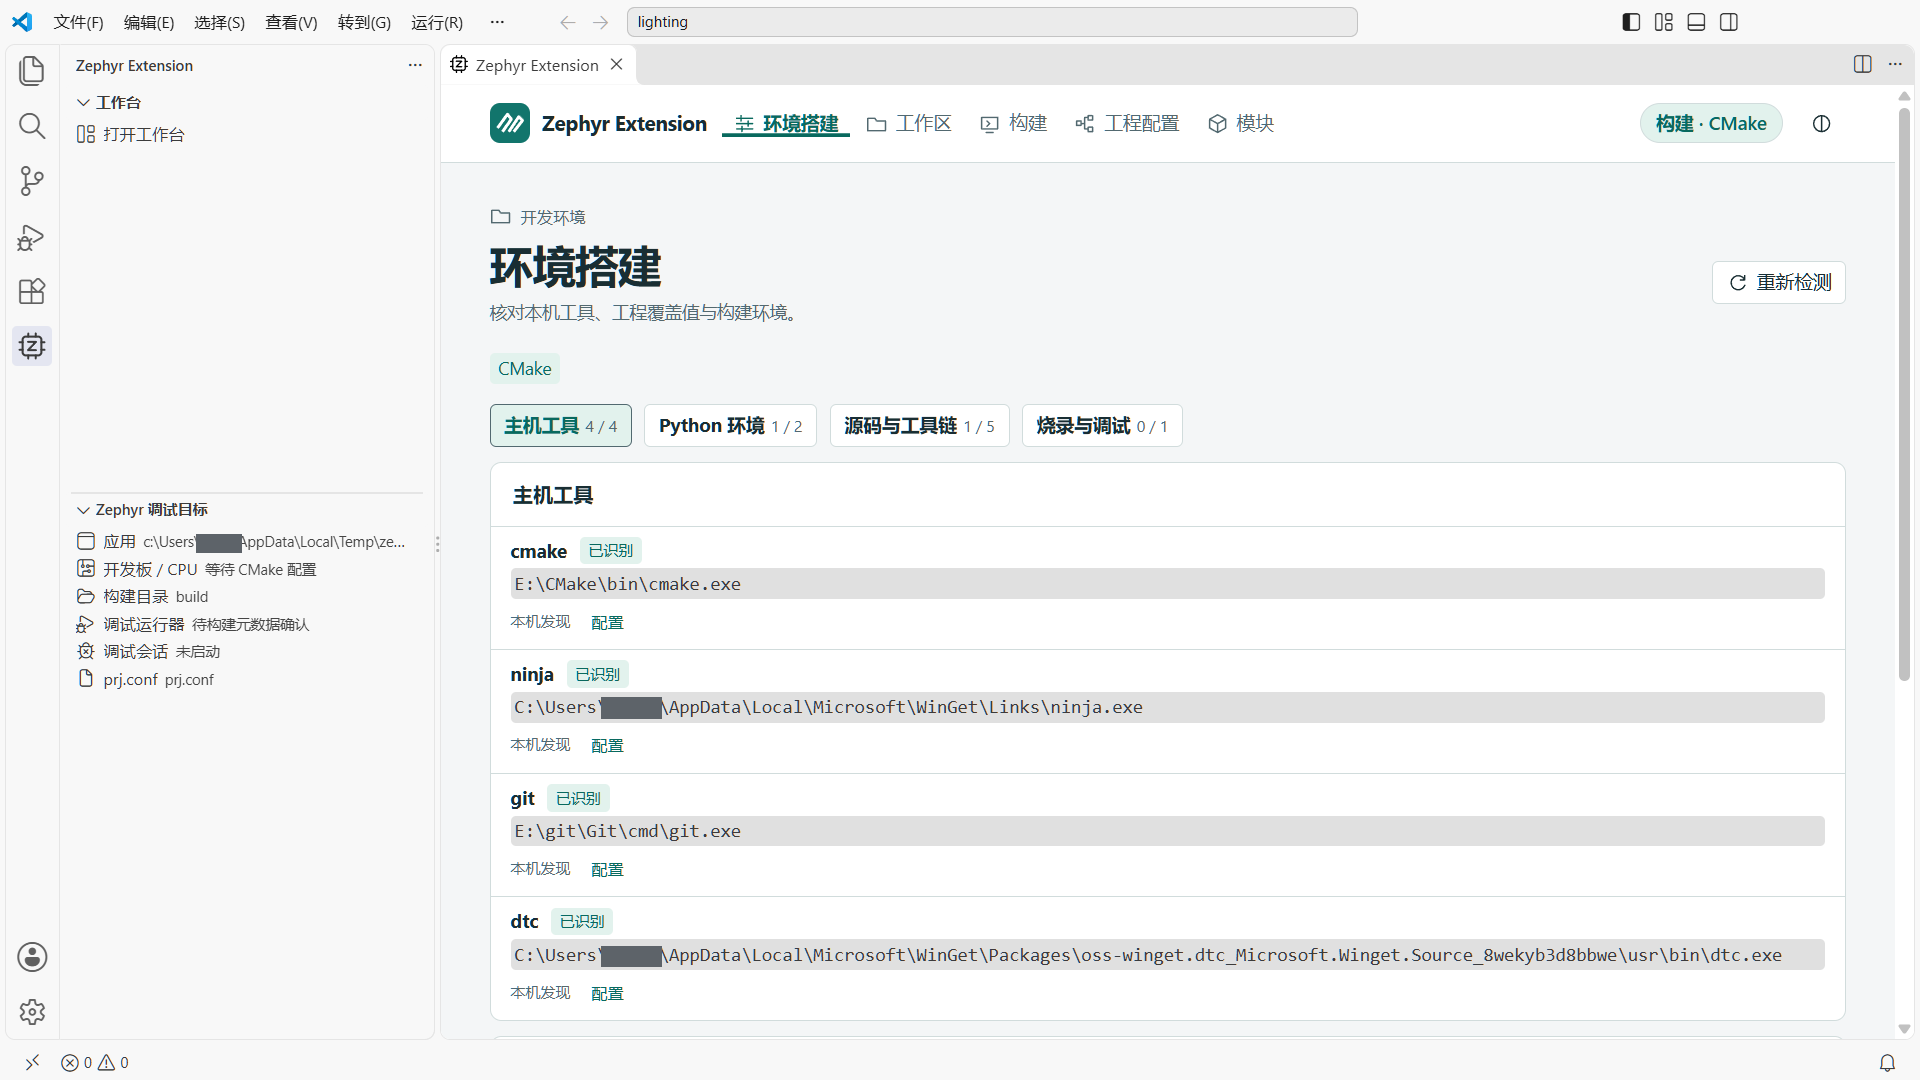 文件(F) 编辑(E) 选择(S) 查看(V) 转到(G) 运行(R) ··· lighting
Zephyr Extension ···
工作台
打开工作台
Zephyr 调试目标
应用 c:\Users\ AppData\Local\Temp\ze...
开发板 / CPU 等待 CMake 配置
构建目录 build
调试运行器 待构建元数据确认
调试会话 未启动
prj.conf prj.conf
Zephyr Extension
Zephyr Extension 环境搭建 工作区 构建 工程配置 模块 构建 · CMake
开发环境
环境搭建
核对本机工具、工程覆盖值与构建环境。
重新检测
CMake
主机工具 4 / 4 Python 环境 1 / 2 源码与工具链 1 / 5 烧录与调试 0 / 1
主机工具
cmake 已识别
E:\CMake\bin\cmake.exe
本机发现 配置
ninja 已识别
C:\Users\ \AppData\Local\Microsoft\WinGet\Links\ninja.exe
本机发现 配置
git 已识别
E:\git\Git\cmd\git.exe
本机发现 配置
dtc 已识别
C:\Users\ \AppData\Local\Microsoft\WinGet\Packages\oss-winget.dtc_Microsoft.Winget.Source_8wekyb3d8bbwe\usr\bin\dtc.exe
本机发现 配置
0 0